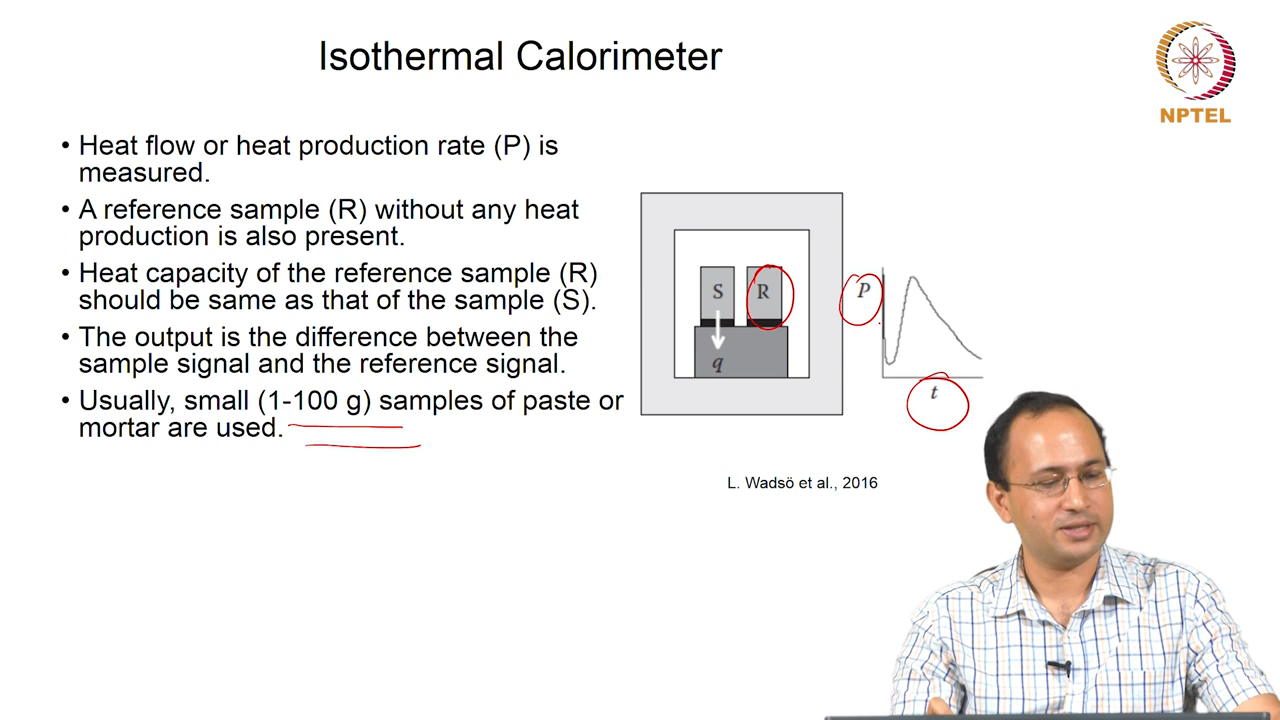 Isothermal Calorimeter
NPTEL
• Heat flow or heat production rate (P) is
measured.
• A reference sample (R) without any heat
production is also present.
• Heat capacity of the reference sample (R)
should be same as that of the sample (S).
• The output is the difference between the
sample signal and the reference signal.
• Usually, small (1-100 g) samples of paste or
mortar are used.
S
R
q
P
t
L. Wadsö et al., 2016